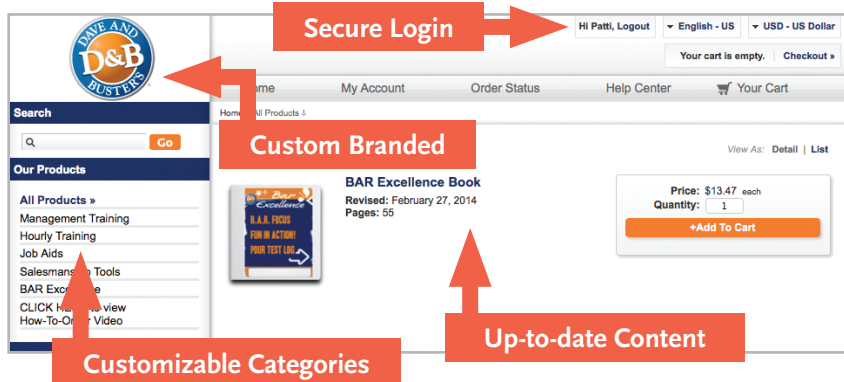 Secure Login
Hi Patti, Logout
English - US
USD - US Dollar
DAVE AND
D&B
BUSTERS
Your cart is empty. | Checkout »
My Account
Order Status
Help Center
Your Cart
Search
All Products
Go
Custom Branded
View As: Detail | List
Our Products
BAR Excellence Book
Revised: February 27, 2014
Pages: 55
Price: $13.47 each
Quantity: 1
+Add To Cart
Bar
Excellence
B.A.R. FOCUS
FUN IN ACTION!
POUR TEST LOG
All Products »
Management Training
Hourly Training
Job Aids
Tools
BAR
CLICK view
How-To- Video
Up-to-date Content
Customizable Categories